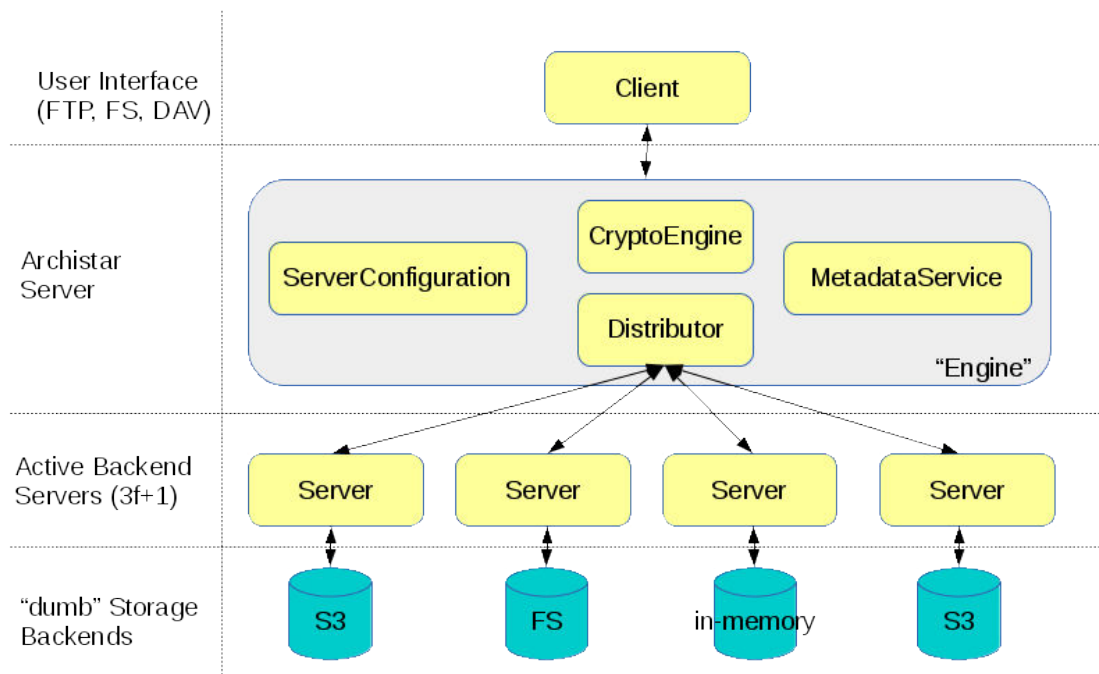 User Interface
(FTP, FS, DAV)
Client
Archistar
Server
CryptoEngine
ServerConfiguration
MetadataService
Distributor
“Engine”
Active Backend
Servers (3f+1)
Server
Server
Server
Server
“dumb” Storage
Backends
S3
FS
in-memory
S3